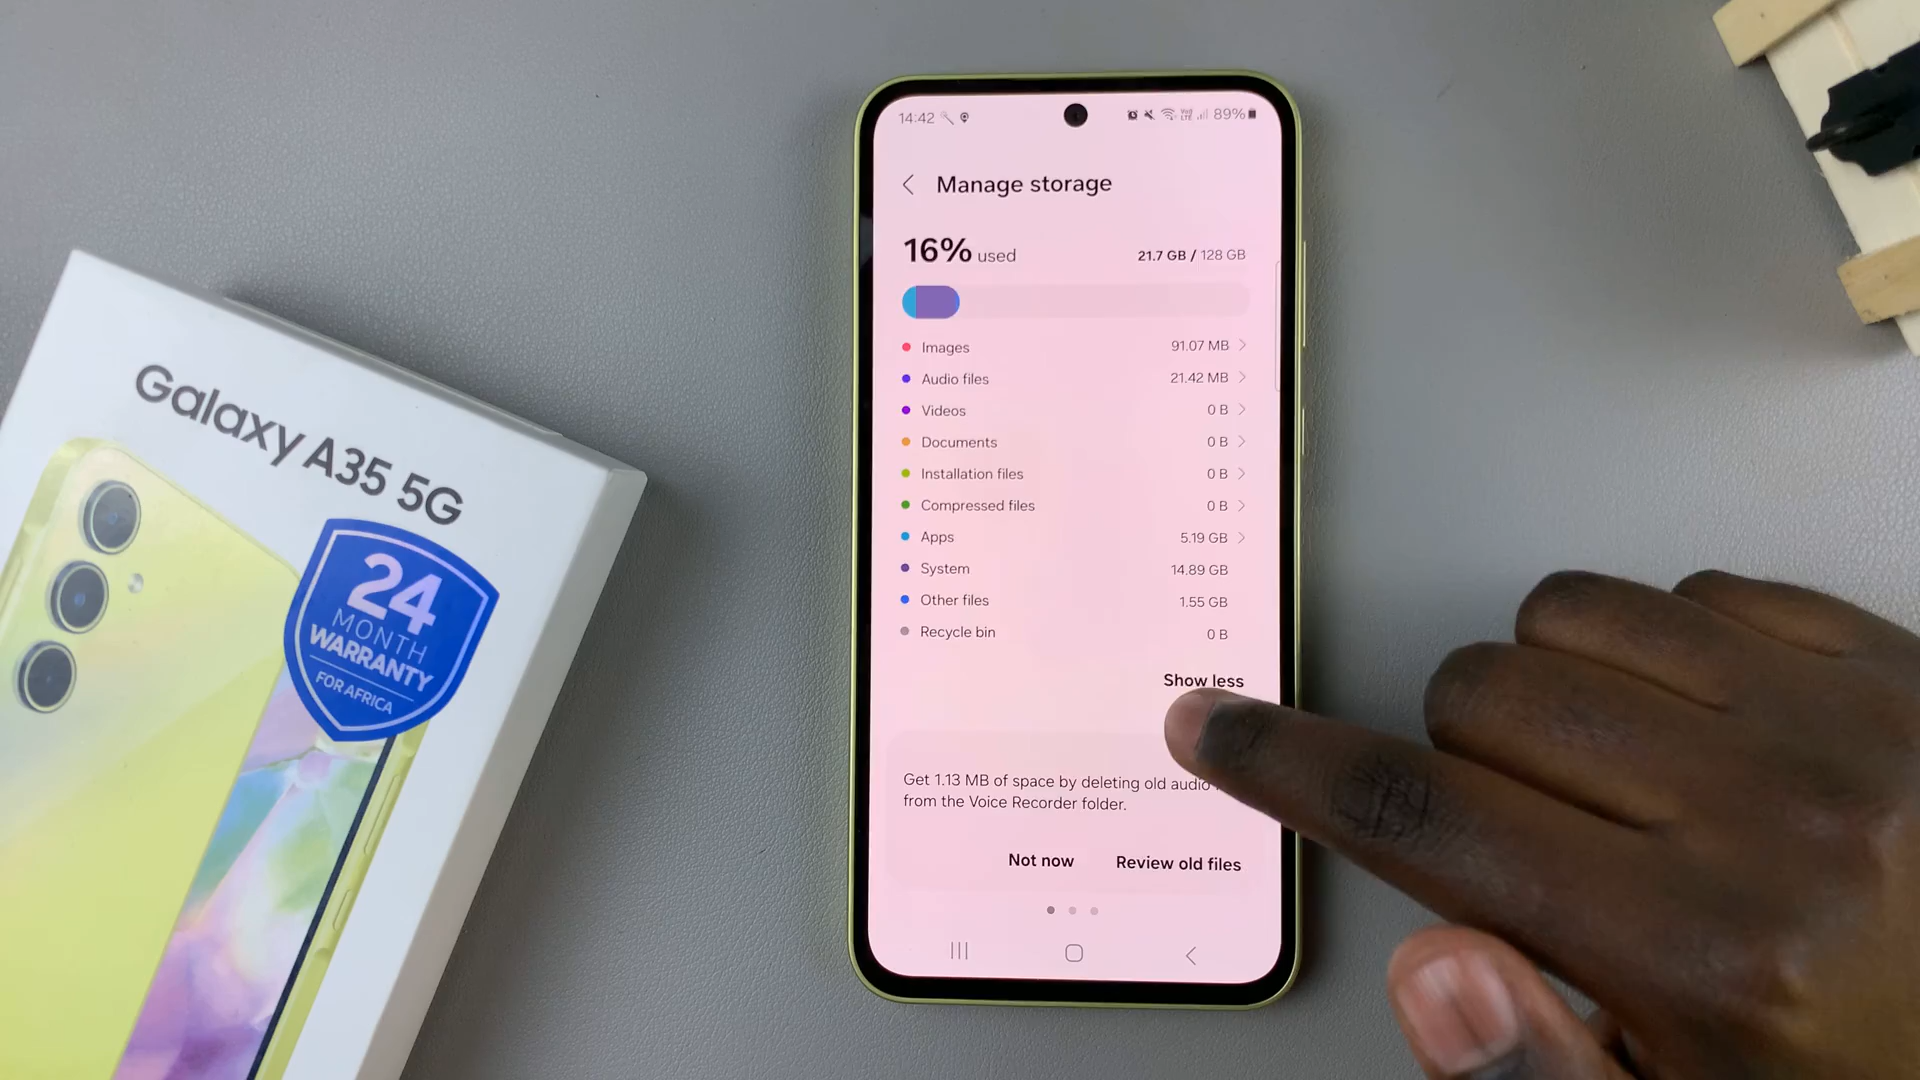 14:42
89%
Manage storage
16% used
21.7 GB / 128 GB
Images 91.07 MB
Audio files 21.42 MB
Videos 0 B
Documents 0 B
Installation files 0 B
Compressed files 0 B
Apps 5.19 GB
System 14.89 GB
Other files 1.55 GB
Recycle bin 0 B
Show less
Get 1.13 MB of space by deleting old audio
from the Voice Recorder folder.
Not now Review old files
Galaxy A35 5G
24
MONTH
WARRANTY
FOR AFRICA